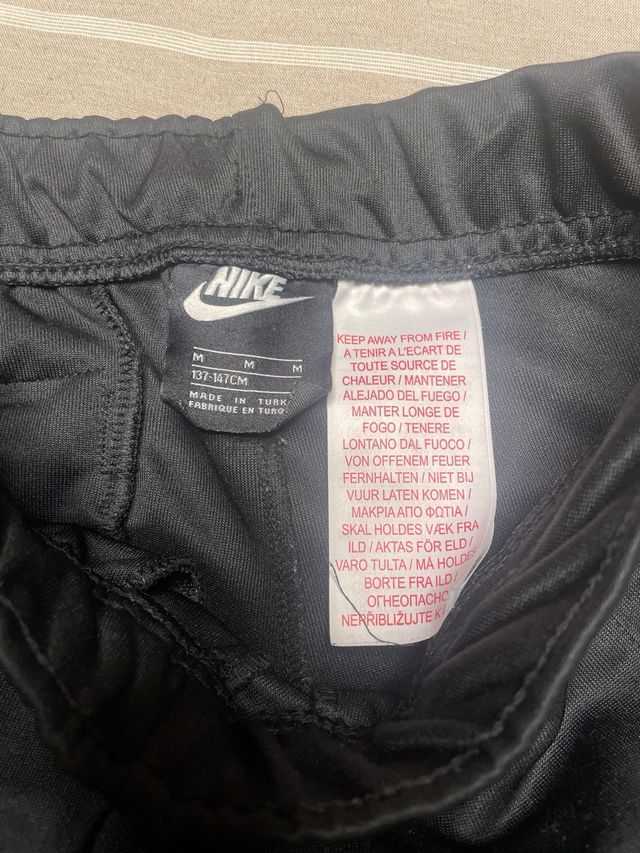 NIKE
M M M
137-147CM
MADE IN TURK
FABRIQUE EN TURQ
KEEP AWAY FROM FIRE /
A TENIR A L'ECART DE
TOUTE SOURCE DE
CHALEUR / MANTENER
ALEJADO DEL FUEGO /
MANTER LONGE DE
FOGO / TENERE
LONTANO DAL FUOCO /
VON OFFENEM FEUER
FERNHALTEN / NIET BIJ
VUUR LATEN KOMEN /
ΜΑΚΡΙΑ ΑΠΟ ΦΩΤΙΑ /
SKAL HOLDES VÆK FRA
ILD / AKTAS FÖR ELD /
VARO TULTA / MÅ HOLDES
BORTE FRA ILD /
ОГНЕОПАСНО
NEPŘIBLIŽUJTE K